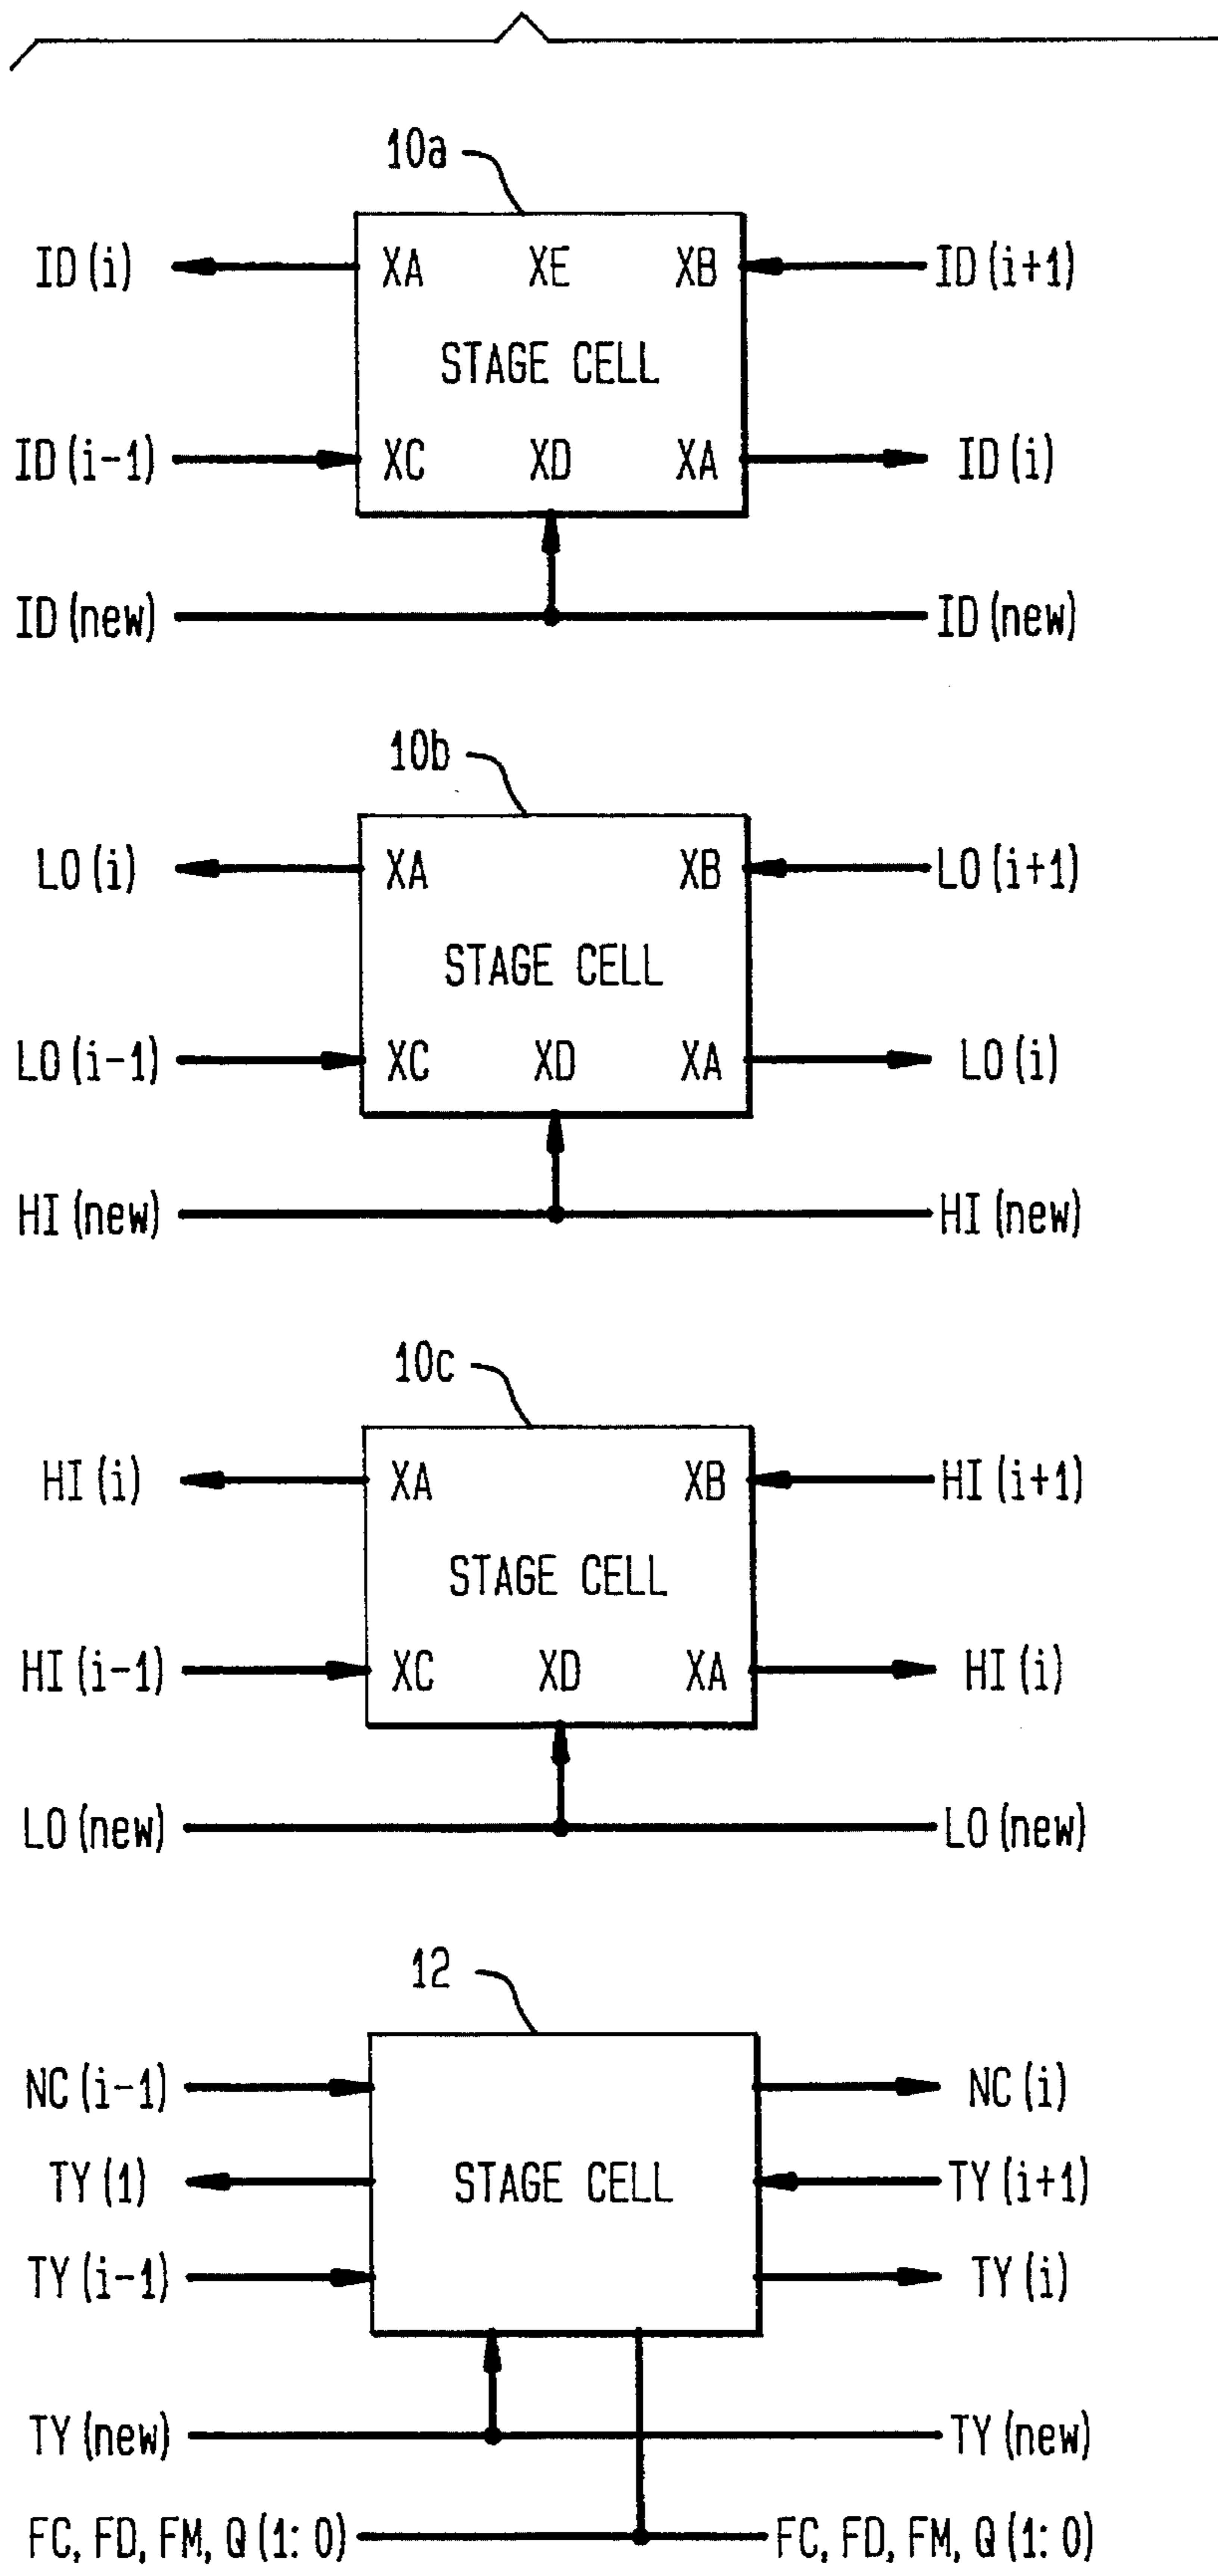 10a
ID (i) XA XE XB ID (i+1)
STAGE CELL
ID (i-1) XC XD XA ID (i)
ID (new) ID (new)
10b
LO (i) XA XB LO (i+1)
STAGE CELL
LO (i-1) XC XD XA LO (i)
HI (new) HI (new)
10c
HI (i) XA XB HI (i+1)
STAGE CELL
HI (i-1) XC XD XA HI (i)
LO (new) LO (new)
12
NC (i-1) NC (i)
TY (1) STAGE CELL TY (i+1)
TY (i-1) TY (i)
TY (new) TY (new)
FC, FD, FM, Q (1: 0) FC, FD, FM, Q (1: 0)